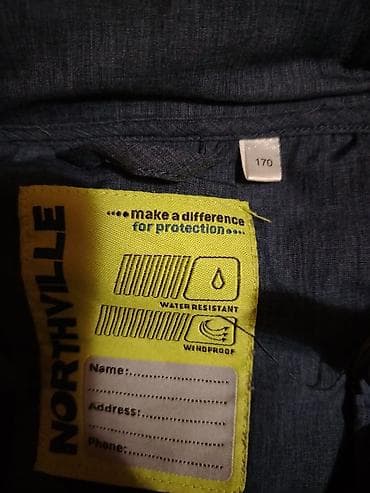 170
NORTHVILLE
make a difference
for protection
WATER RESISTANT
WINDPROOF
Name:
Address:
Phone: